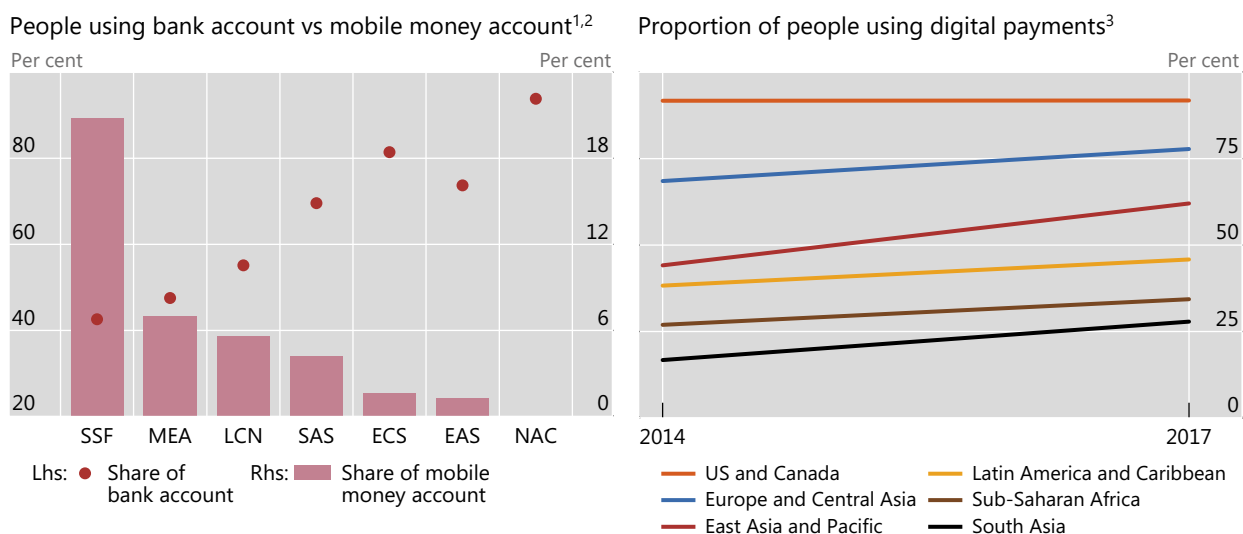 People using bank account vs mobile money account1,2
Per cent
Per cent
80
60
40
20
18
12
6
0
SSF MEA LCN SAS ECS EAS NAC
Lhs: Share of
bank account
Rhs: Share of mobile
money account
Proportion of people using digital payments3
Per cent
75
50
25
0
2014 2017
US and Canada
Europe and Central Asia
East Asia and Pacific
Latin America and Caribbean
Sub-Saharan Africa
South Asia